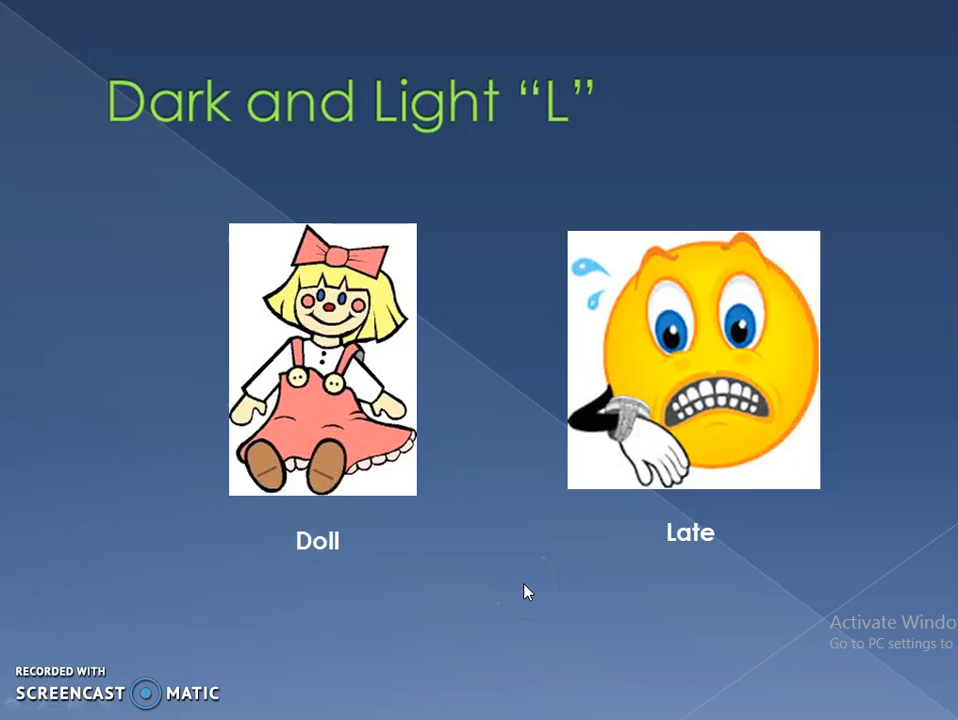 Dark and Light “L”
Doll
Late
Activate Windo
Go to PC settings to
RECORDED WITH
SCREENCAST MATIC